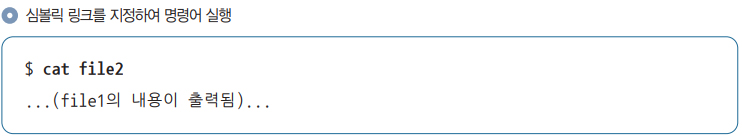 심볼릭 링크를 지정하여 명령어 실행
$ cat file2
...(file1의 내용이 출력됨)...